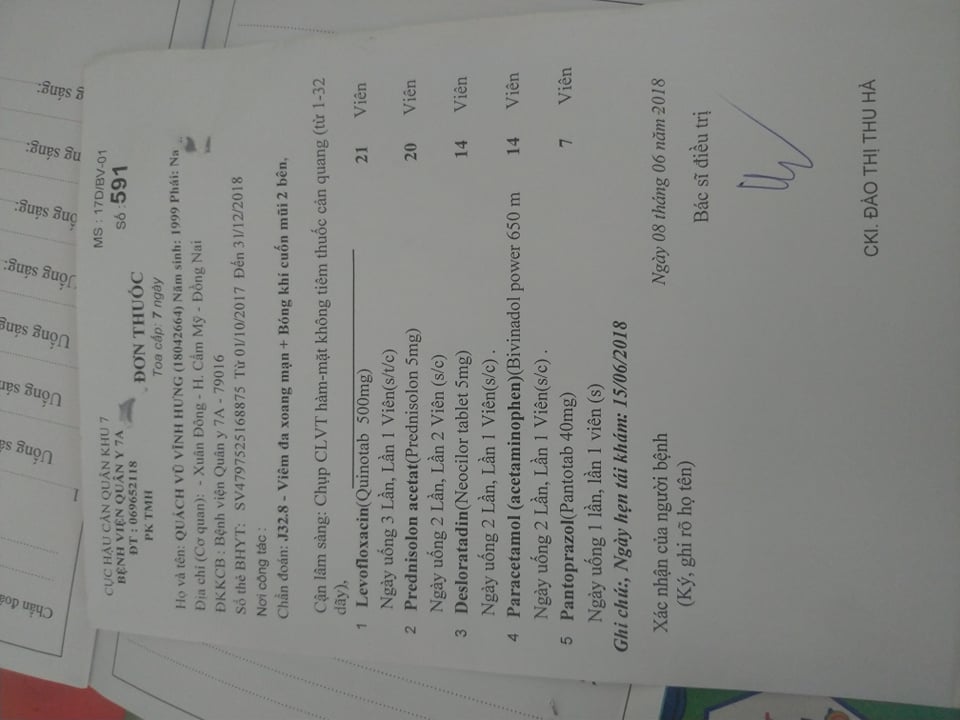 CỤC HẬU CẦN QUÂN KHU 7
BỆNH VIỆN QUÂN Y 7A
ĐT : 069652118
PK TMH
MS : 17D/BV-01
Số : 591
ĐƠN THUỐC
Toa cấp: 7 ngày
Họ và tên: QUÁCH VŨ VĨNH HƯNG (18042664) Năm sinh: 1999 Phái: Na
Địa chỉ (Cơ quan): - Xuân Đông - H. Cẩm Mỹ - Đồng Nai
ĐKKCB : Bệnh viện Quân y 7A - 79016
Số thẻ BHYT: SV4797525168875 Từ 01/10/2017 Đến 31/12/2018
Nơi công tác :
Chẩn đoán: J32.8 - Viêm đa xoang mạn + Bóng khí cuốn mũi 2 bên,
Cận lâm sàng: Chụp CLVT hàm-mặt không tiêm thuốc cản quang (từ 1-32
dãy),
1 Levofloxacin(Quinotab 500mg) 21 Viên
Ngày uống 3 Lần, Lần 1 Viên(s/t/c)
2 Prednisolon acetat(Prednisolon 5mg) 20 Viên
Ngày uống 2 Lần, Lần 2 Viên (s/c)
3 Desloratadin(Neocilor tablet 5mg) 14 Viên
Ngày uống 2 Lần, Lần 1 Viên(s/c) .
4 Paracetamol (acetaminophen)(Bivinadol power 650 m 14 Viên
Ngày uống 2 Lần, Lần 1 Viên(s/c) .
5 Pantoprazol(Pantotab 40mg) 7 Viên
Ngày uống 1 lần, lần 1 viên (s)
Ghi chú:, Ngày hẹn tái khám: 15/06/2018
Xác nhận của người bệnh
(Ký, ghi rõ họ tên)
Ngày 08 tháng 06 năm 2018
Bác sĩ điều trị
CKI. ĐÀO THỊ THU HÀ
Chẩn đoá
1
Uống sá
Uống sá
Uống sáng
Uống sáng:
ống sáng:
ng sáng:
g sáng: